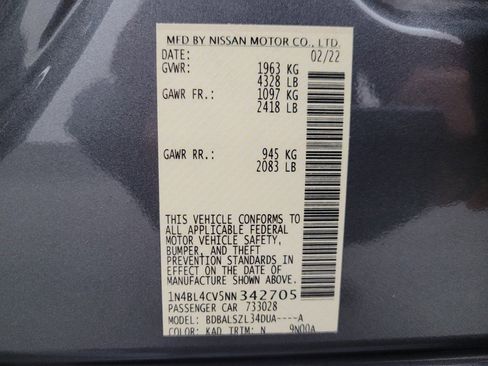 MFD BY NISSAN MOTOR CO., LTD.
DATE: 02/22
GVWR: 1963 KG
4328 LB
GAWR FR.: 1097 KG
2418 LB
GAWR RR.: 945 KG
2083 LB
THIS VEHICLE CONFORMS TO
ALL APPLICABLE FEDERAL
MOTOR VEHICLE SAFETY,
BUMPER, AND THEFT
PREVENTION STANDARDS IN
EFFECT ON THE DATE OF
MANUFACTURE SHOWN ABOVE.
1N4BL4CV5NN 342705
PASSENGER CAR 733028
MODEL: BDBALSZL34DUA----A
COLOR: KAD TRIM: N 9N00A